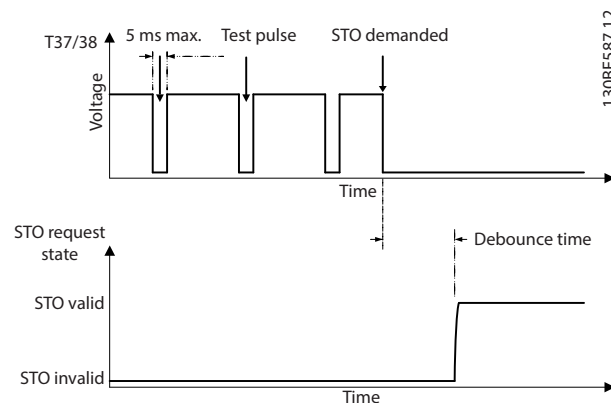 T37/38
5 ms max.
Test pulse
STO demanded
130BE587.12
Voltage
Time
STO request
state
Debounce time
STO valid
STO invalid
Time